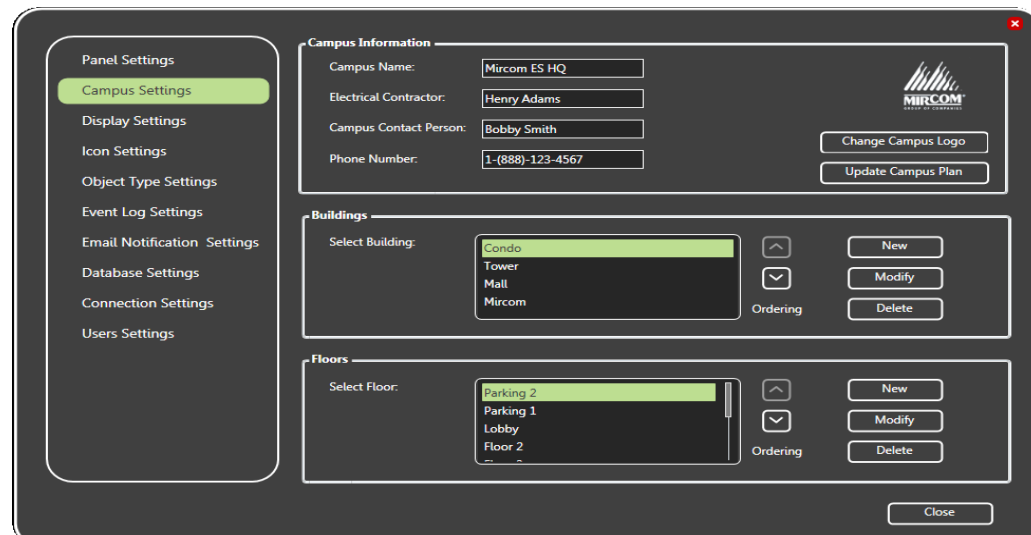 Panel Settings
Campus Settings
Display Settings
Icon Settings
Object Type Settings
Event Log Settings
Email Notification Settings
Database Settings
Connection Settings
Users Settings
Campus Information
Campus Name:
Mircom ES HQ
Electrical Contractor:
Henry Adams
Campus Contact Person:
Bobby Smith
Phone Number:
1-(888)-123-4567
MIRCOM
GROUP OF COMPANIES
Change Campus Logo
Update Campus Plan
Buildings
Select Building:
Condo
Tower
Mall
Mircom
Ordering
New
Modify
Delete
Floors
Select Floor:
Parking 2
Parking 1
Lobby
Floor 2
Ordering
New
Modify
Delete
Close